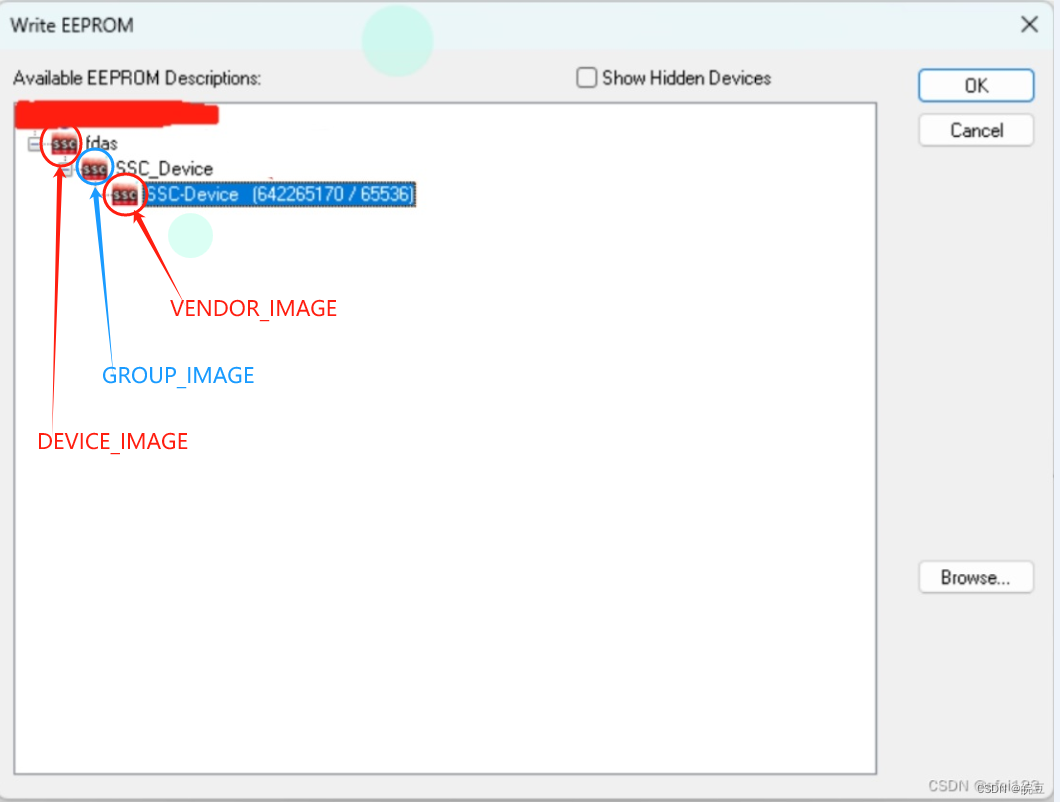 Write EEPROM
Available EEPROM Descriptions:
Show Hidden Devices
OK
Cancel
ssc fdas
ssc SSC_Device
ssc SSC-Device (642265170 / 65536)
VENDOR_IMAGE
GROUP_IMAGE
DEVICE_IMAGE
Browse...
CSDN
CSDN